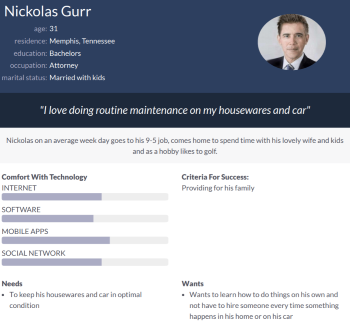 Nickolas Gurr
age: 31
residence: Memphis, Tennessee
education: Bachelors
occupation: Attorney
marital status: Married with kids
"I love doing routine maintenance on my housewares and car"
Nickolas on an average week day goes to his 9-5 job, comes home to spend time with his lovely wife and kids
and as a hobby likes to golf.
Comfort With Technology
INTERNET
SOFTWARE
MOBILE APPS
SOCIAL NETWORK
Criteria For Success:
Providing for his family
Needs
• To keep his housewares and car in optimal
condition
Wants
• Wants to learn how to do things on his own and
not have to hire someone every time something
happens in his home or on his car